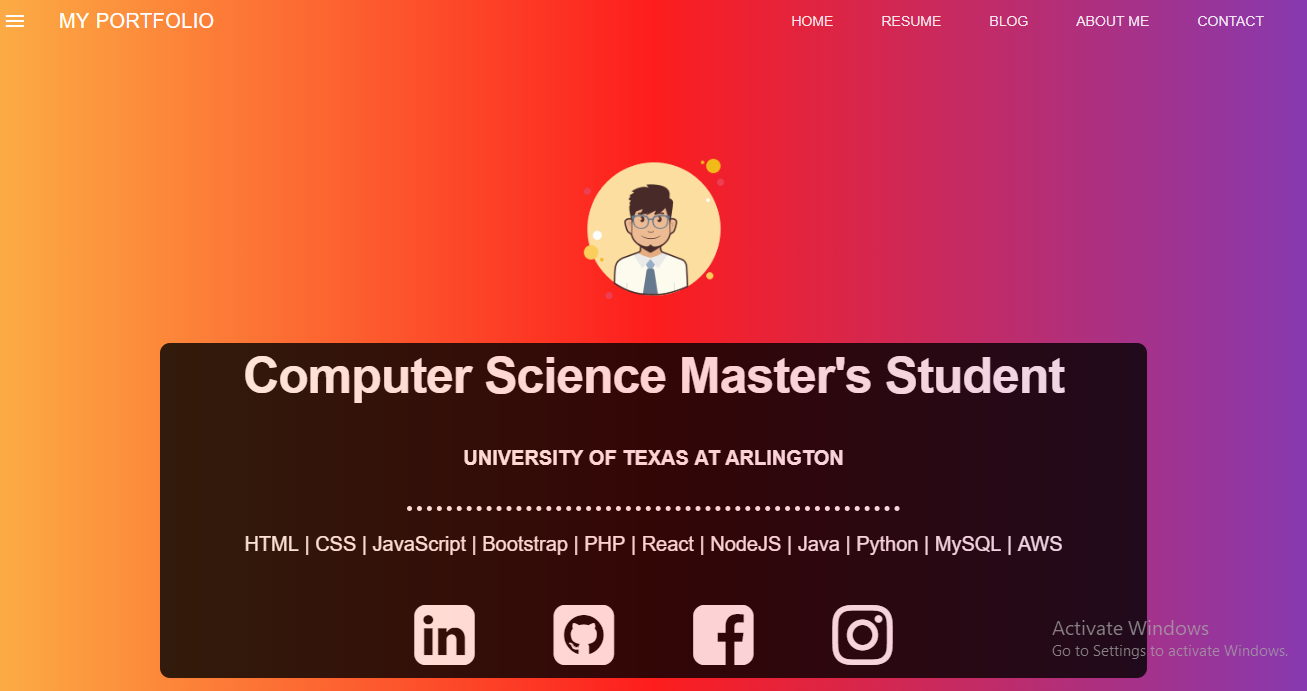 MY PORTFOLIO
HOME RESUME BLOG ABOUT ME CONTACT
Computer Science Master's Student
UNIVERSITY OF TEXAS AT ARLINGTON
HTML | CSS | JavaScript | Bootstrap | PHP | React | NodeJS | Java | Python | MySQL | AWS
in
f
Activate Windows
Go to Settings to activate Windows.